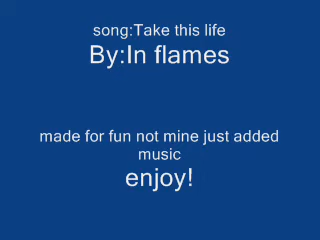 song:Take this life
By:In flames
made for fun not mine just added
music
enjoy!